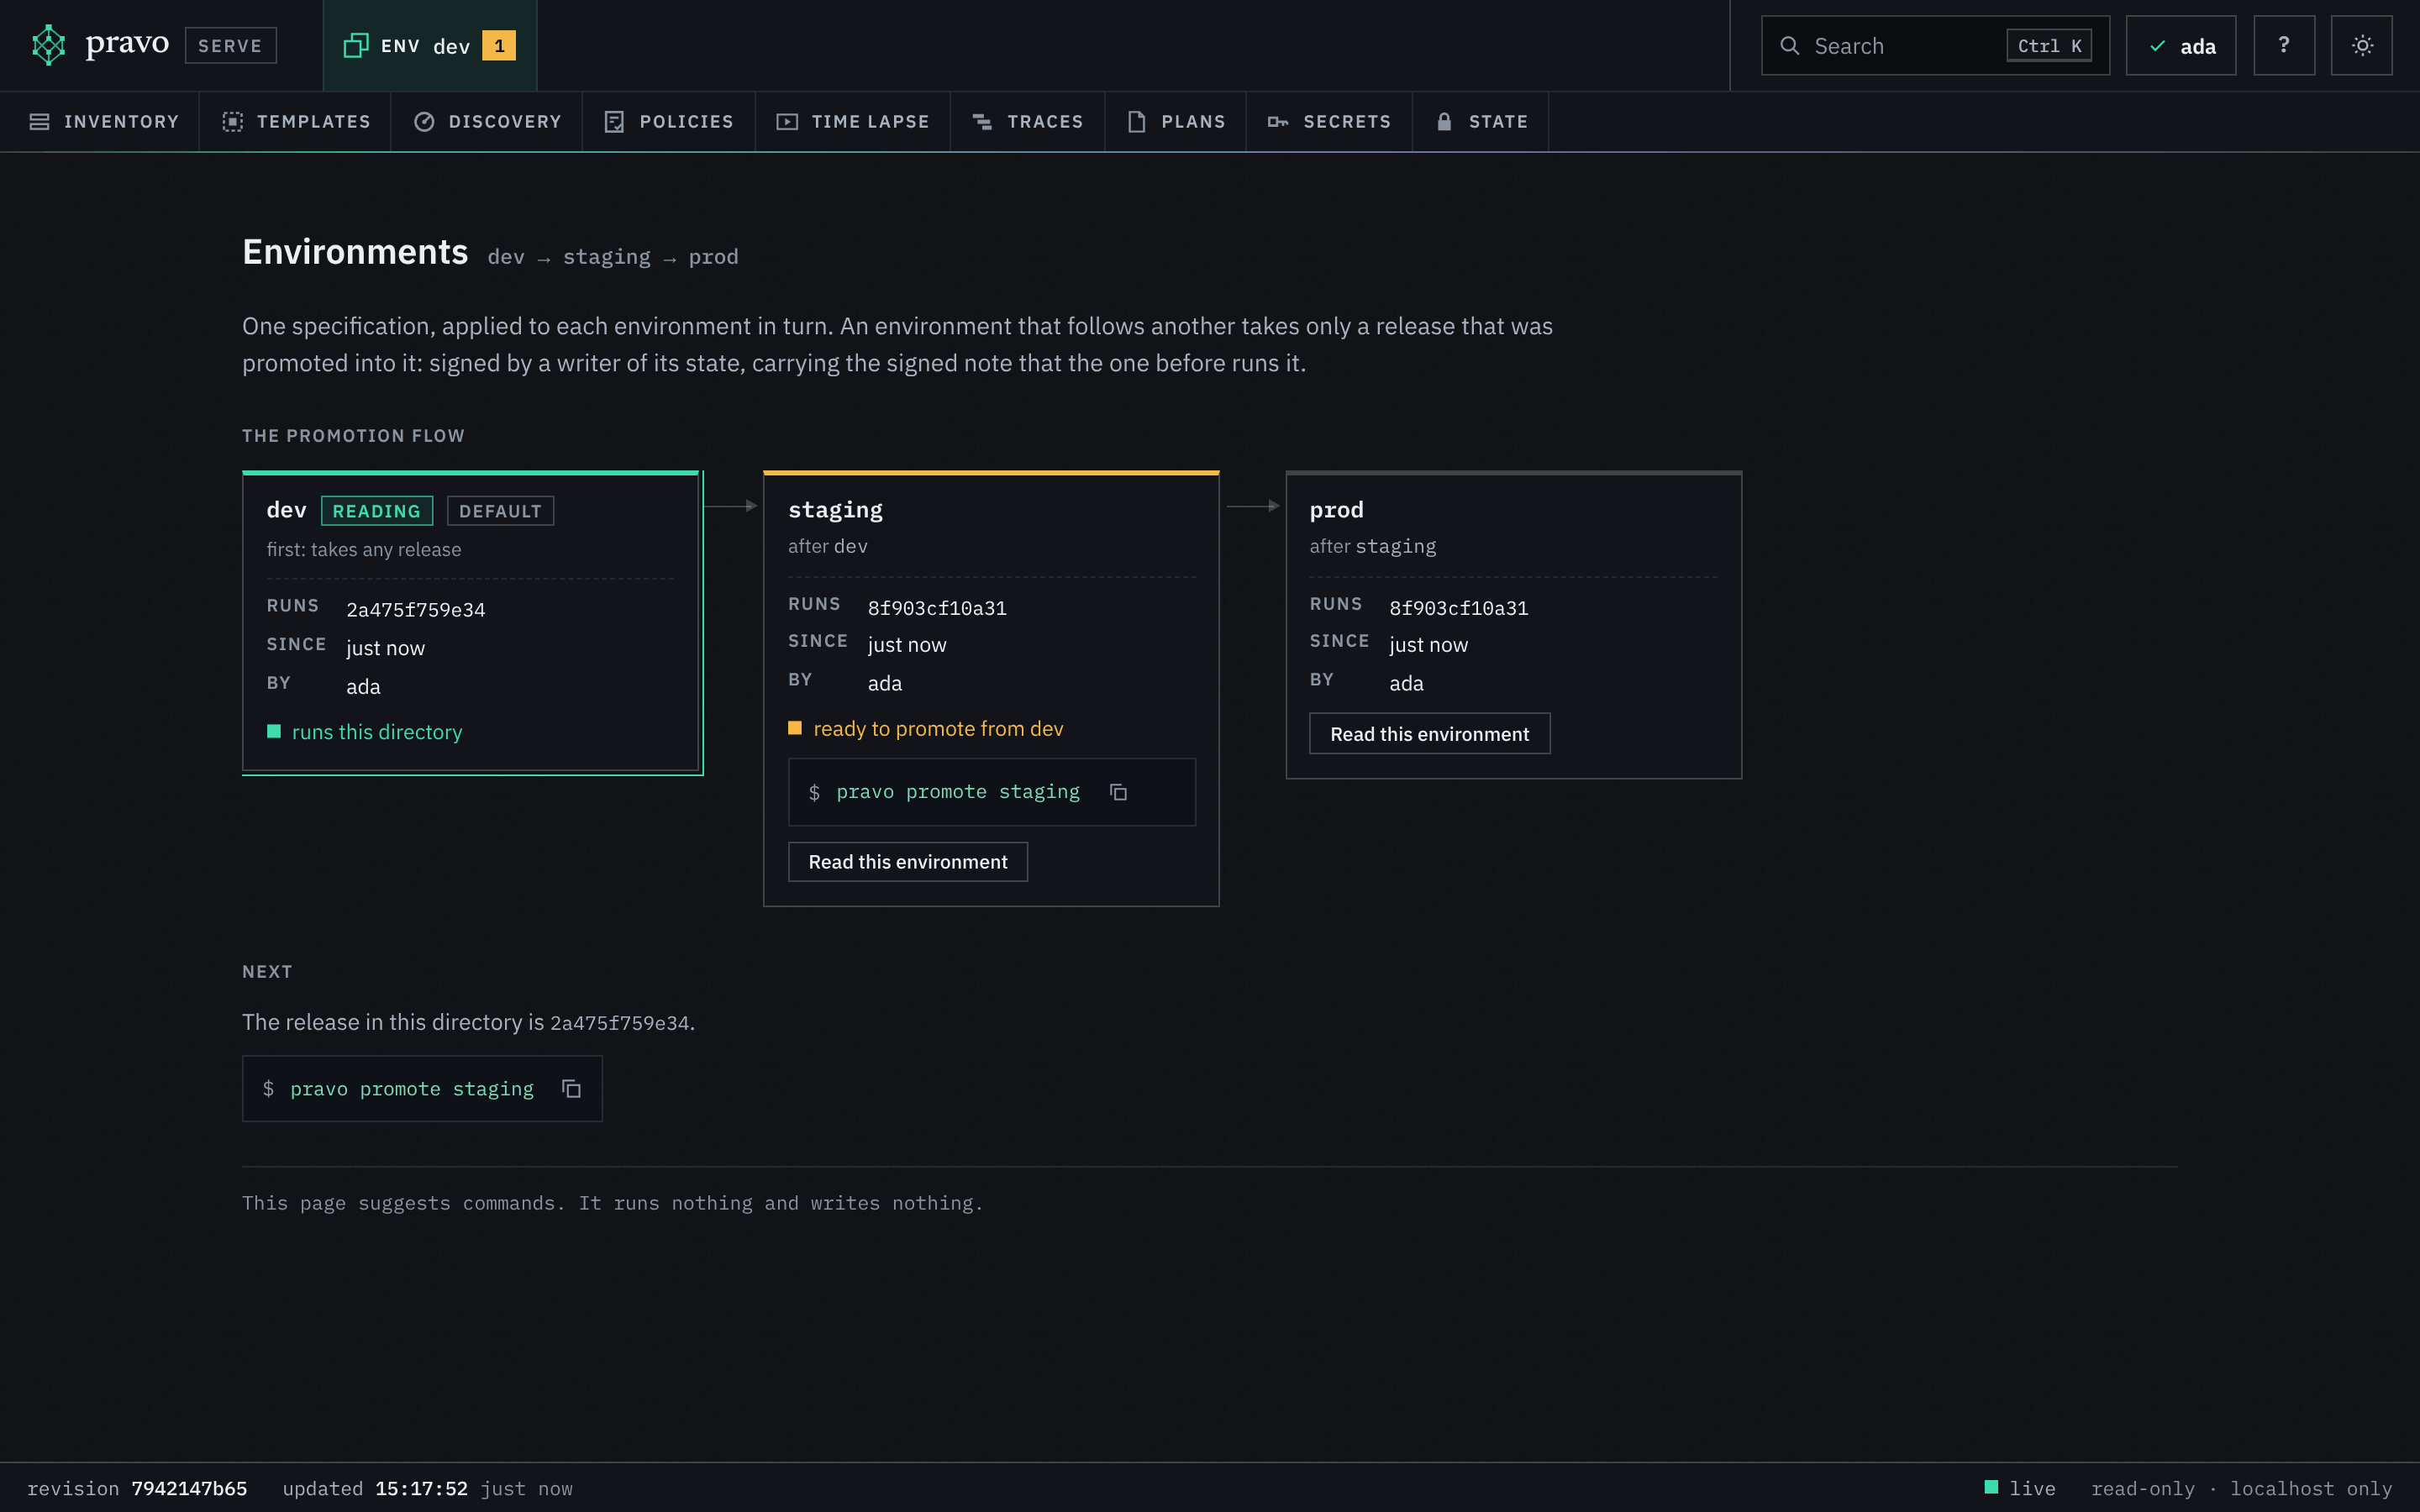 pravo SERVE ENV dev 1 Search Ctrl K ada ?
INVENTORY TEMPLATES DISCOVERY POLICIES TIME LAPSE TRACES PLANS SECRETS STATE
Environments dev → staging → prod
One specification, applied to each environment in turn. An environment that follows another takes only a release that was
promoted into it: signed by a writer of its state, carrying the signed note that the one before runs it.
THE PROMOTION FLOW
dev READING DEFAULT
first: takes any release
RUNS 2a475f759e34
SINCE just now
BY ada
runs this directory
staging
after dev
RUNS 8f903cf10a31
SINCE just now
BY ada
ready to promote from dev
$ pravo promote staging
Read this environment
prod
after staging
RUNS 8f903cf10a31
SINCE just now
BY ada
Read this environment
NEXT
The release in this directory is 2a475f759e34.
$ pravo promote staging
This page suggests commands. It runs nothing and writes nothing.
revision 7942147b65 updated 15:17:52 just now live read-only · localhost only